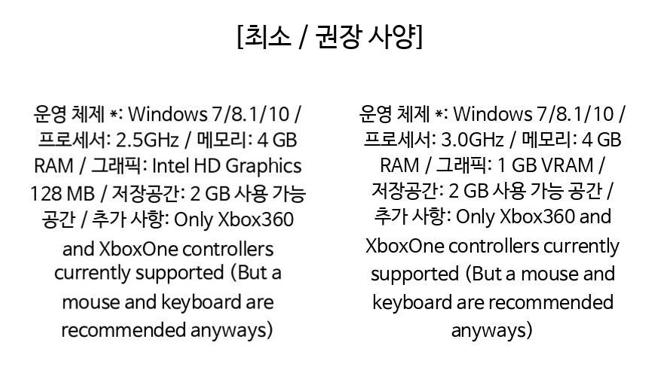 [최소 / 권장 사양]
운영 체제 *: Windows 7/8.1/10 /
프로세서: 2.5GHz / 메모리: 4 GB
RAM / 그래픽: Intel HD Graphics
128 MB / 저장공간: 2 GB 사용 가능
공간 / 추가 사항: Only Xbox360
and XboxOne controllers
currently supported (But a
mouse and keyboard are
recommended anyways)
운영 체제 *: Windows 7/8.1/10 /
프로세서: 3.0GHz / 메모리: 4 GB
RAM / 그래픽: 1 GB VRAM /
저장공간: 2 GB 사용 가능 공간 /
추가 사항: Only Xbox360 and
XboxOne controllers currently
supported (But a mouse and
keyboard are recommended
anyways)